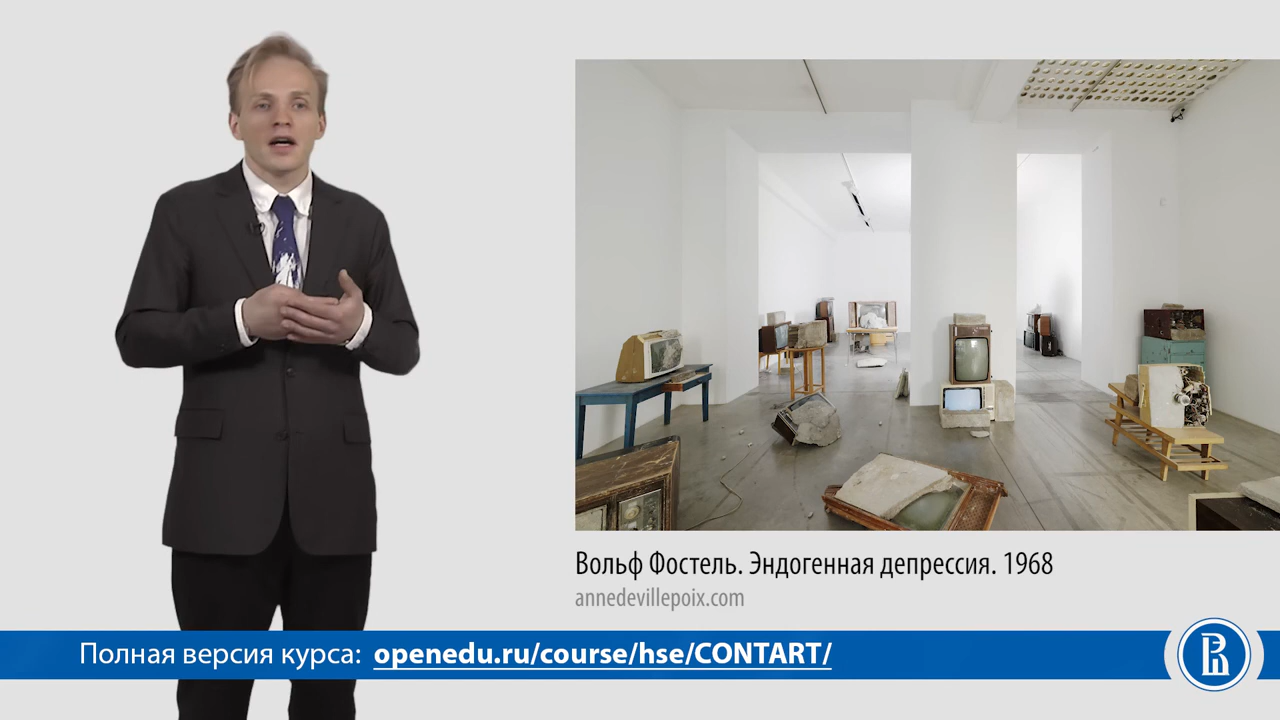 Вольф Фостель. Эндогенная депрессия. 1968
annedevillepoix.com
Полная версия курса: openedu.ru/course/hse/CONTART/